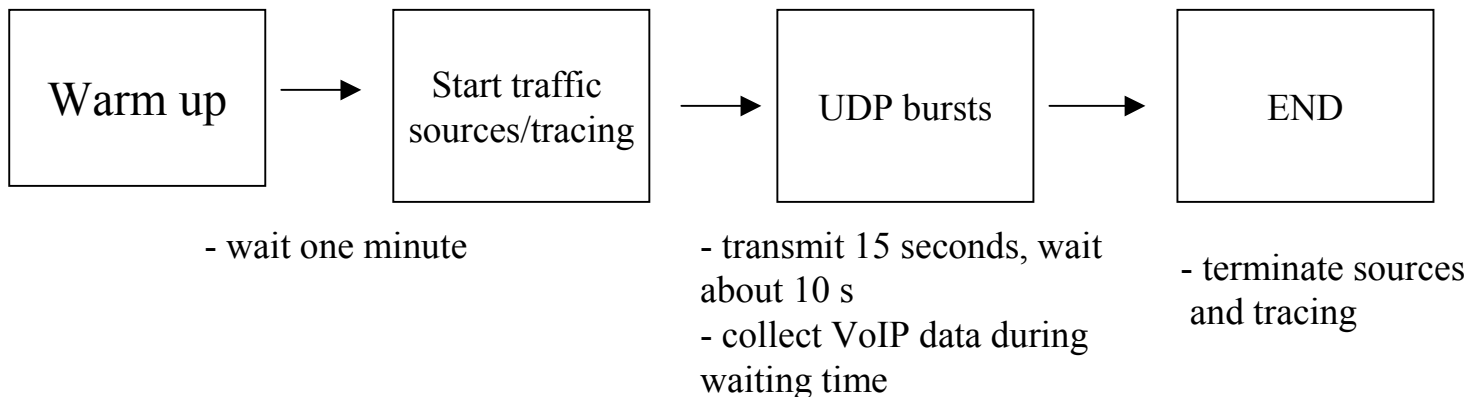 Warm up
Start traffic
sources/tracing
UDP bursts
END
- wait one minute
- transmit 15 seconds, wait
about 10 s
- collect VoIP data during
waiting time
- terminate sources
and tracing